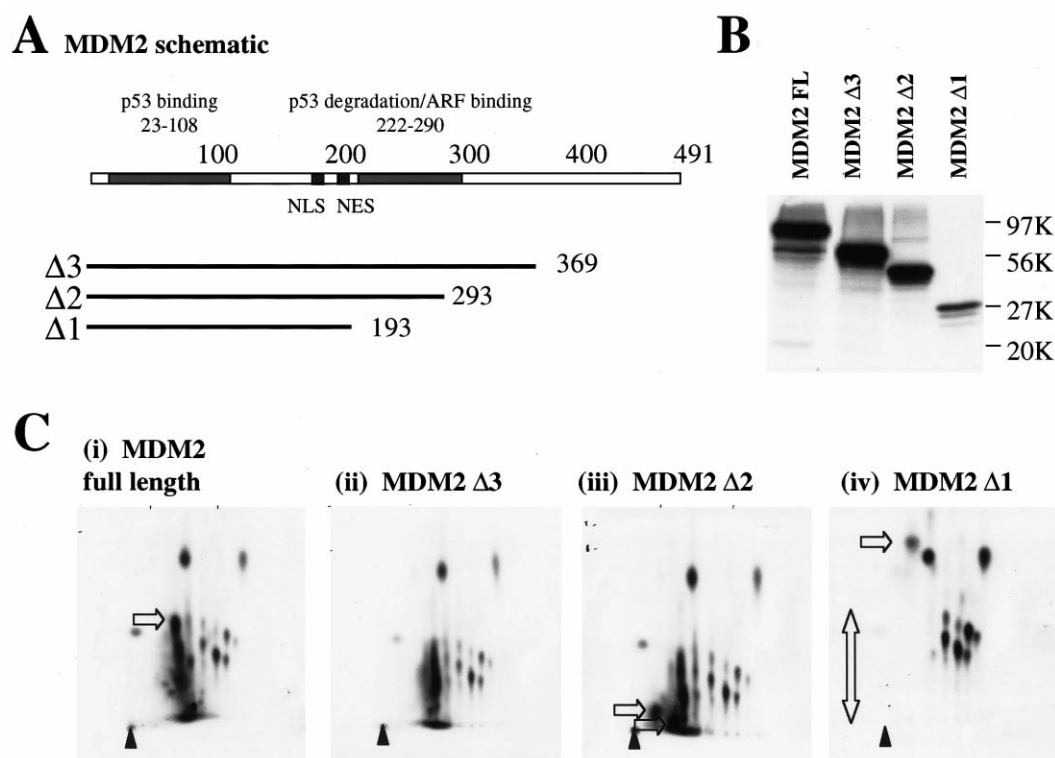 A MDM2 schematic
p53 binding
23-108
p53 degradation/ARF binding
222-290
100 200 300 400 491
NLS NES
Δ3 369
Δ2 293
Δ1 193
B
MDM2 FL
MDM2 Δ3
MDM2 Δ2
MDM2 Δ1
97K
56K
27K
20K
C
(i) MDM2
full length
(ii) MDM2 Δ3
(iii) MDM2 Δ2
(iv) MDM2 Δ1